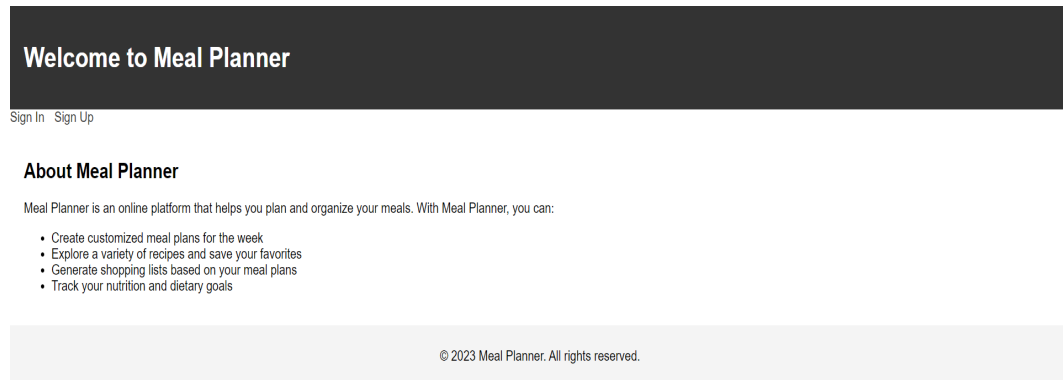 Welcome to Meal Planner
Sign In Sign Up
About Meal Planner
Meal Planner is an online platform that helps you plan and organize your meals. With Meal Planner, you can:
• Create customized meal plans for the week
• Explore a variety of recipes and save your favorites
• Generate shopping lists based on your meal plans
• Track your nutrition and dietary goals
© 2023 Meal Planner. All rights reserved.